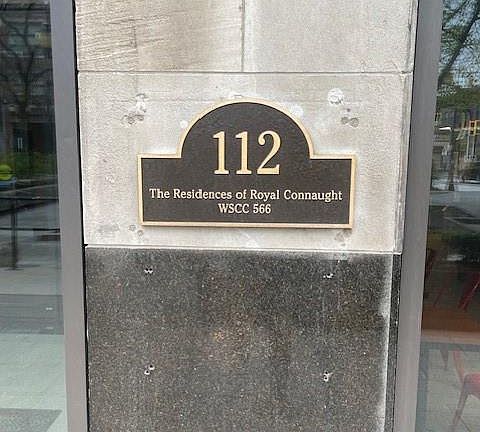 112
The Residences of Royal Connaught
WSCC 566